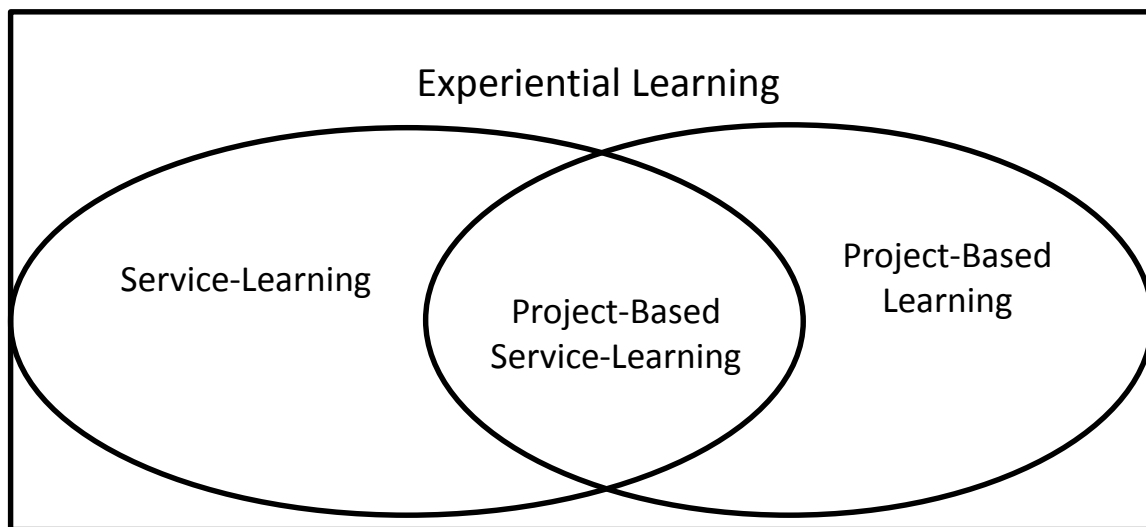 Experiential Learning
Service-Learning
Project-Based
Service-Learning
Project-Based
Learning